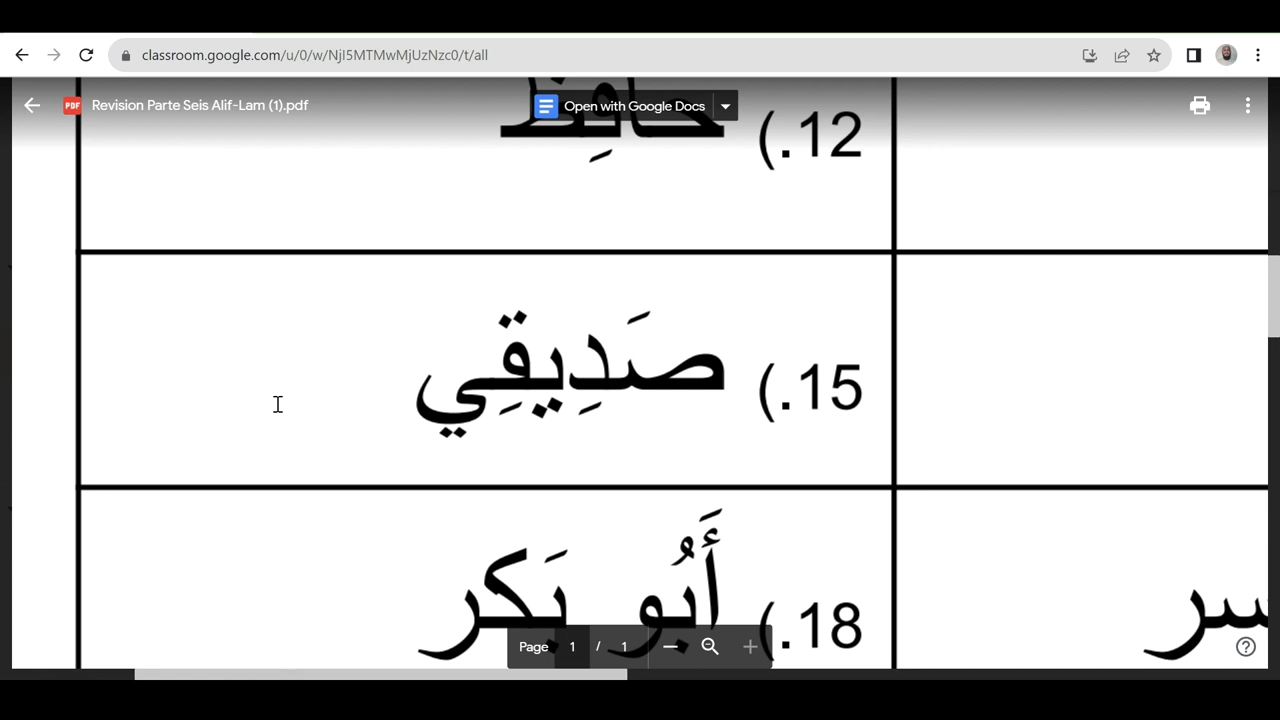 classroom.google.com/u/0/w/NjI5MTMwMjUzNzc0/t/all
Revision Parte Seis Alif-Lam (1).pdf
Open with Google Docs
12.) حافِظ
15.) صَدِيقِي
18.) أَبُو بَكر
Page 1 / 1